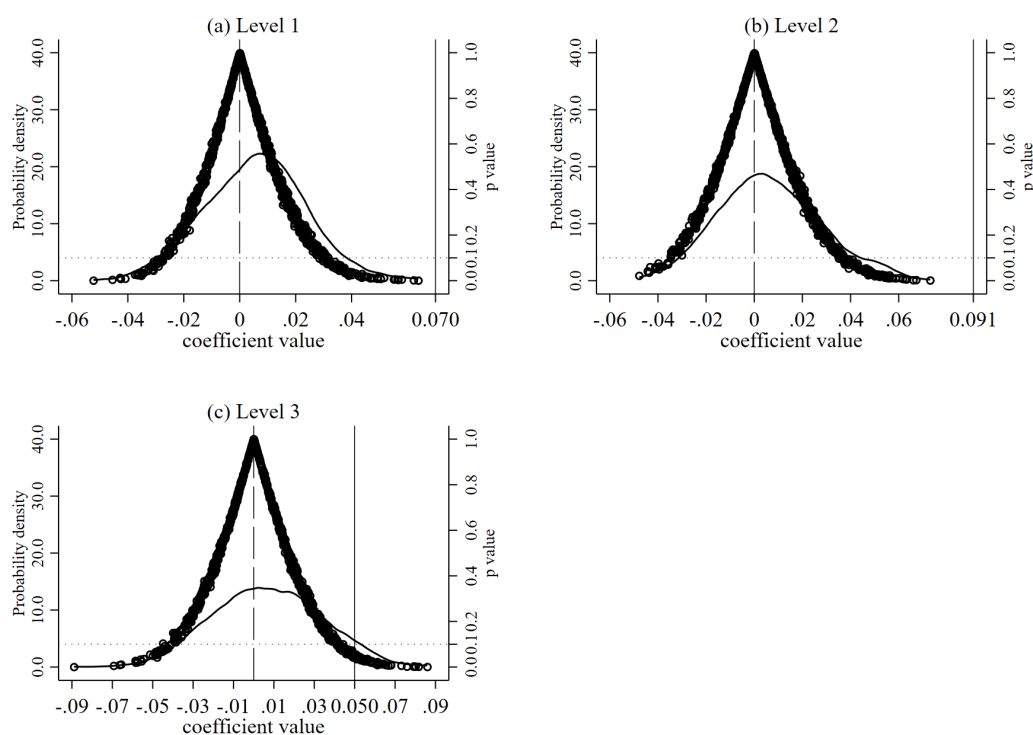 (a) Level 1
Probability density
40.0
30.0
20.0
10.0
0.0
1.0
0.8
0.6
0.4
0.2
0.1
0.0
p value
-.06 -.04 -.02 0 .02 .04 0.070
coefficient value
(b) Level 2
Probability density
40.0
30.0
20.0
10.0
0.0
1.0
0.8
0.6
0.4
0.2
0.1
0.0
p value
-.06 -.04 -.02 0 .02 .04 .06 0.091
coefficient value
(c) Level 3
Probability density
40.0
30.0
20.0
10.0
0.0
1.0
0.8
0.6
0.4
0.2
0.1
0.0
p value
-.09 -.07 -.05 -.03 -.01 .01 .03 0.050 .07 .09
coefficient value